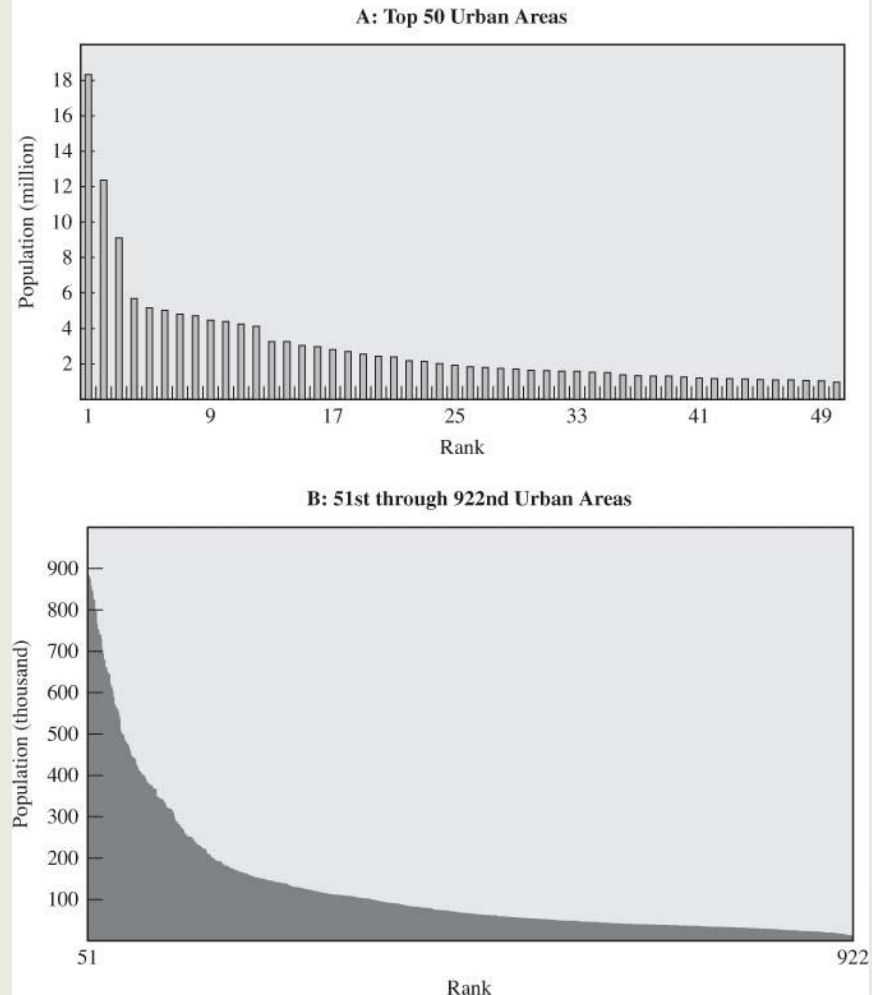 A: Top 50 Urban Areas
Population (million)
18
16
14
12
10
8
6
4
2
1 9 17 25 33 41 49
Rank
B: 51st through 922nd Urban Areas
Population (thousand)
900
800
700
600
500
400
300
200
100
51 922
Rank